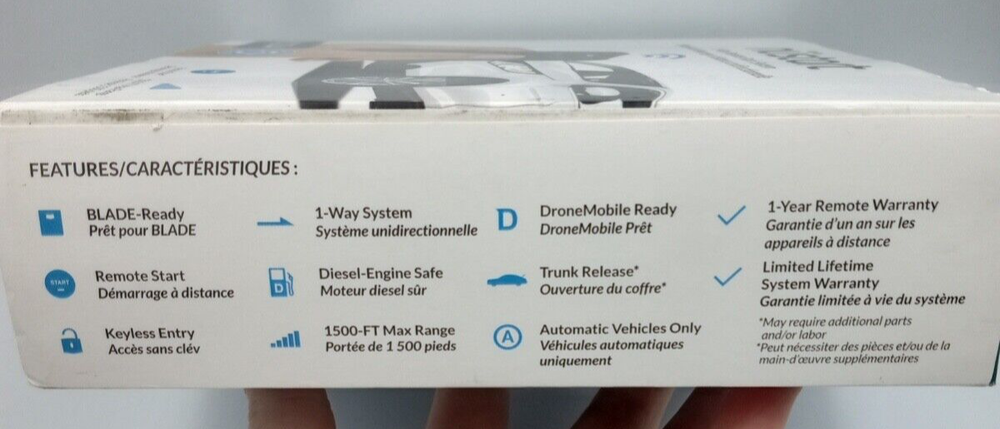 FEATURES/CARACTÉRISTIQUES :
BLADE-Ready
Prêt pour BLADE
1-Way System
Système unidirectionnelle
D
DroneMobile Ready
DroneMobile Prêt
1-Year Remote Warranty
Garantie d'un an sur les
appareils à distance
START
Remote Start
Démarrage à distance
D
Diesel-Engine Safe
Moteur diesel sûr
Trunk Release*
Ouverture du coffre*
Limited Lifetime
System Warranty
Garantie limitée à vie du système
Keyless Entry
Accès sans clév
1500-FT Max Range
Portée de 1 500 pieds
A
Automatic Vehicles Only
Véhicules automatiques
uniquement
*May require additional parts
and/or labor
*Peut nécessiter des pièces et/ou de la
main-d'œuvre supplémentaires